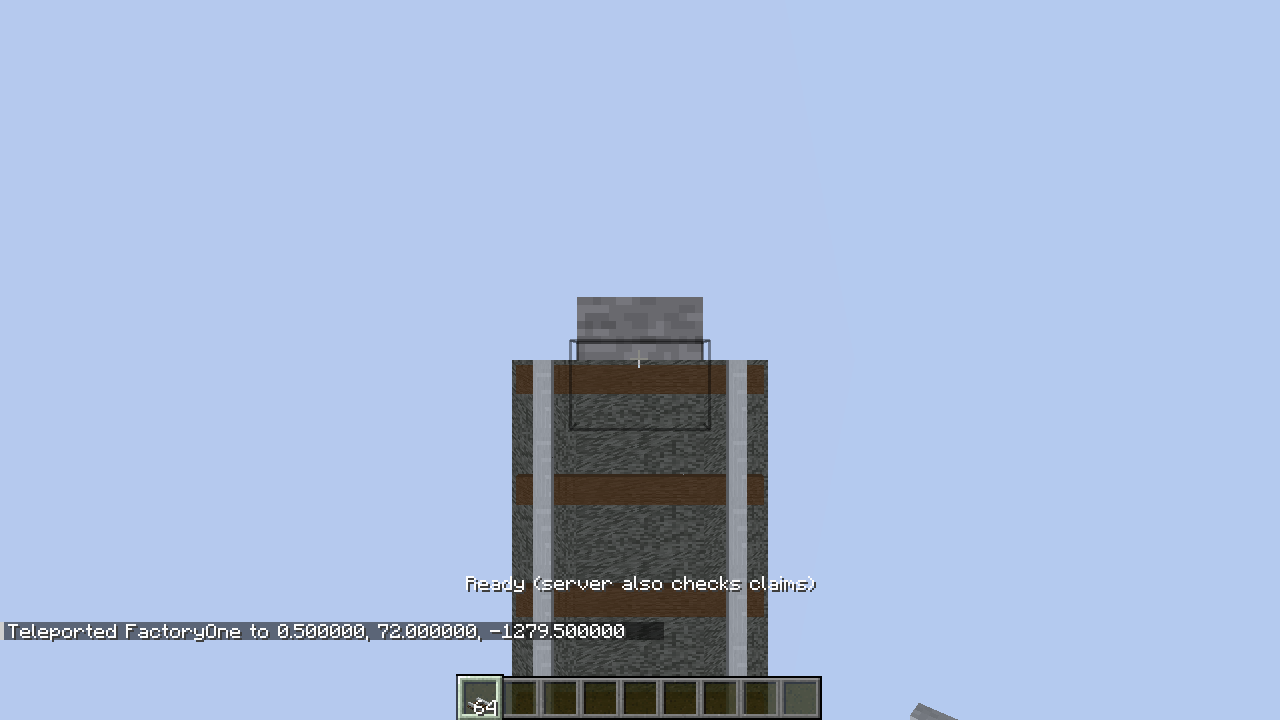 Ready (server also checks claims)
Teleported FactoryOne to 0.500000, 72.000000, -1279.500000
64